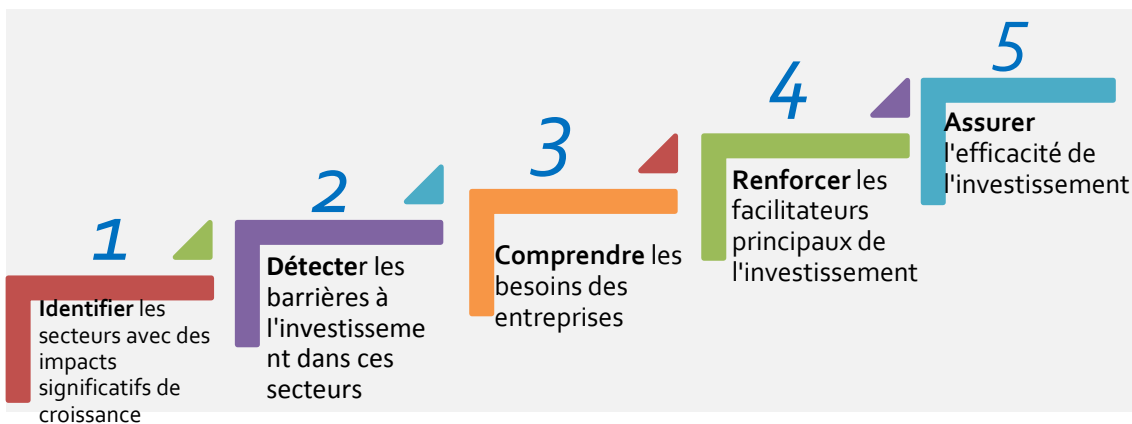 1
Identifier les
secteurs avec des
impacts
significatifs de
croissance
2
Détecter les
barrières à
l'investisseme
nt dans ces
secteurs
3
Comprendre les
besoins des
entreprises
4
Renforcer les
facilitateurs
principaux de
l'investissement
5
Assurer
l'efficacité de
l'investissement